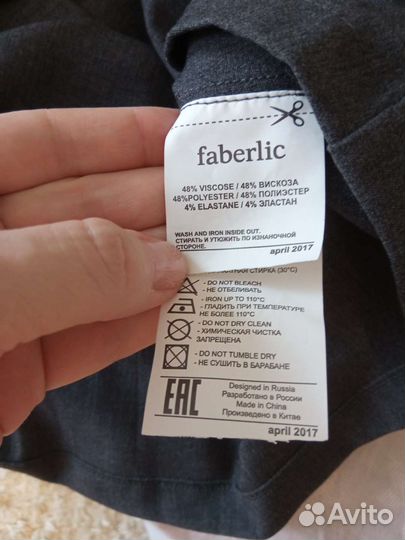 faberlic
48% VISCOSE / 48% ВИСКОЗА
48%POLYESTER / 48% ПОЛИЭСТЕР
4% ELASTANE / 4% ЭЛАСТАН
WASH AND IRON INSIDE OUT.
СТИРАТЬ И УТЮЖИТЬ ПО ИЗНАНОЧНОЙ
СТОРОНЕ.
april 2017
СТИРКА (30°C)
- DO NOT BLEACH
- НЕ ОТБЕЛИВАТЬ
- IRON UP TO 110°C
- ГЛАДИТЬ ПРИ ТЕМПЕРАТУРЕ
НЕ БОЛЕЕ 110°C
- DO NOT DRY CLEAN
- ХИМИЧЕСКАЯ ЧИСТКА
ЗАПРЕЩЕНА
- DO NOT TUMBLE DRY
- НЕ СУШИТЬ В БАРАБАНЕ
EAC
Designed in Russia
Разработано в России
Made in China
Произведено в Китае
april 2017
Avito